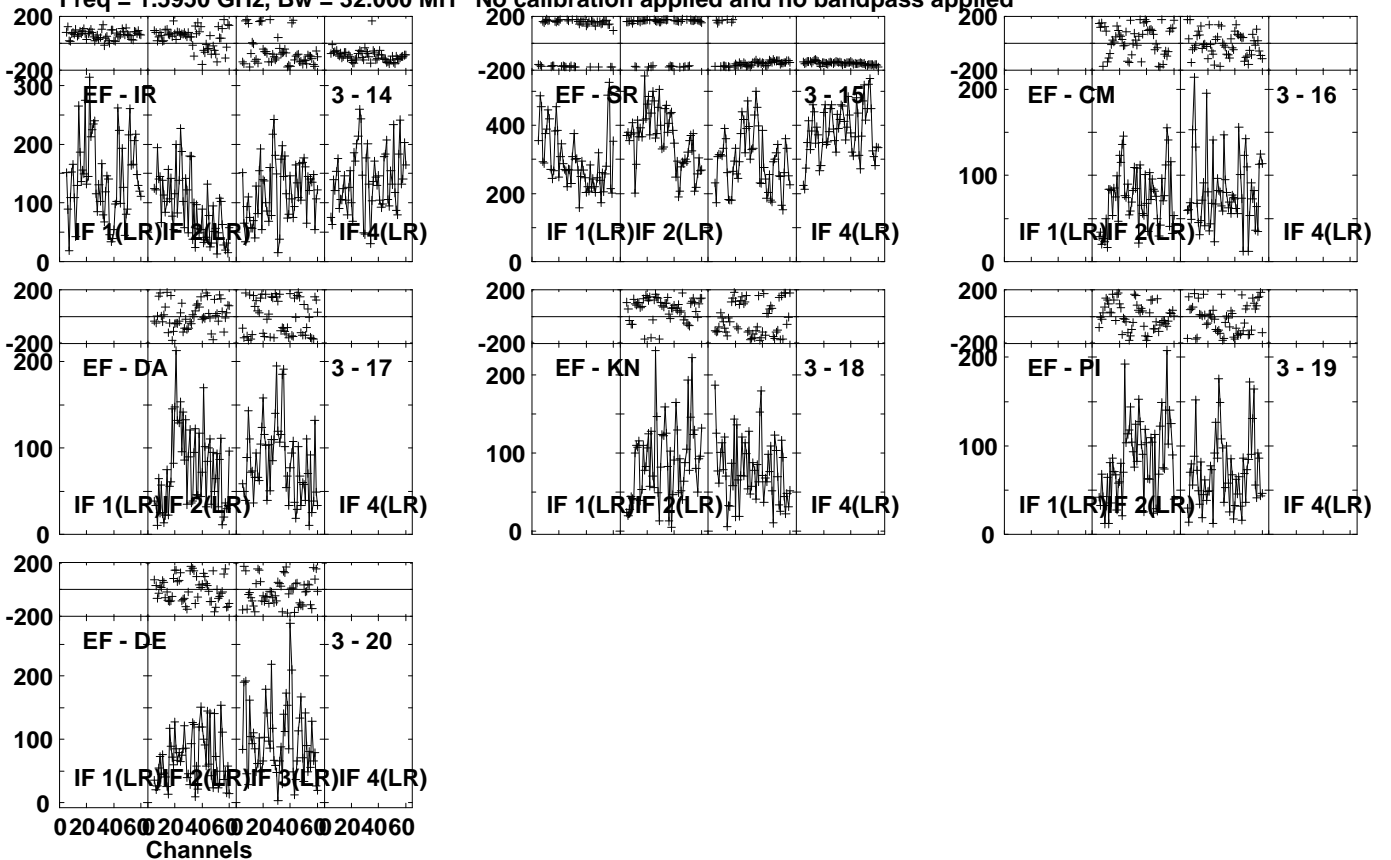 Freq = 1.5950 GHz, Bw = 32.000 MH No calibration applied and no bandpass applied
200
-200
300
200
100
0
EF - IR
3 - 14
IF 1(LR)
IF 2(LR)
IF 4(LR)
200
-200
400
200
0
EF - SR
3 - 15
IF 1(LR)
IF 2(LR)
IF 4(LR)
200
-200
200
100
0
EF - CM
3 - 16
IF 1(LR)
IF 2(LR)
IF 4(LR)
200
-200
200
100
0
EF - DA
3 - 17
IF 1(LR)
IF 2(LR)
IF 4(LR)
200
-200
200
100
0
EF - KN
3 - 18
IF 1(LR)
IF 2(LR)
IF 4(LR)
200
-200
200
100
0
EF - PI
3 - 19
IF 1(LR)
IF 2(LR)
IF 4(LR)
200
-200
200
100
0
EF - DE
3 - 20
IF 1(LR)
IF 2(LR)
IF 3(LR)
IF 4(LR)
0 20 40 60 0 20 40 60 0 20 40 60 0 20 40 60
Channels